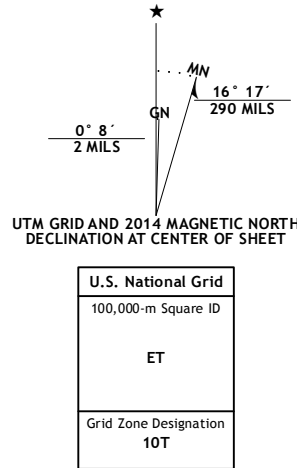 ★
MN
GN
16° 17´
290 MILS
0° 8´
2 MILS
UTM GRID AND 2014 MAGNETIC NORTH
DECLINATION AT CENTER OF SHEET
U.S. National Grid
100,000-m Square ID
ET
Grid Zone Designation
10T